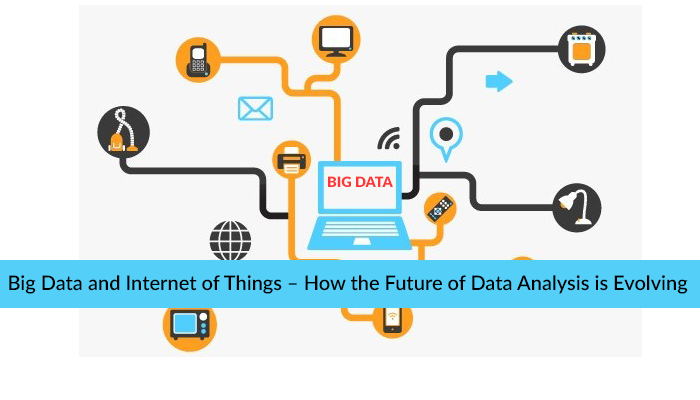 BIG DATA
Big Data and Internet of Things – How the Future of Data Analysis is Evolving